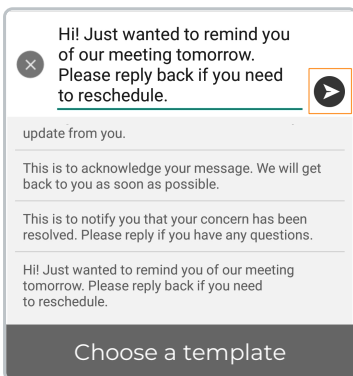 Hi! Just wanted to remind you
of our meeting tomorrow.
Please reply back if you need
to reschedule.
update from you.
This is to acknowledge your message. We will get
back to you as soon as possible.
This is to notify you that your concern has been
resolved. Please reply if you have any questions.
Hi! Just wanted to remind you of our meeting
tomorrow. Please reply back if you need
to reschedule.
Choose a template